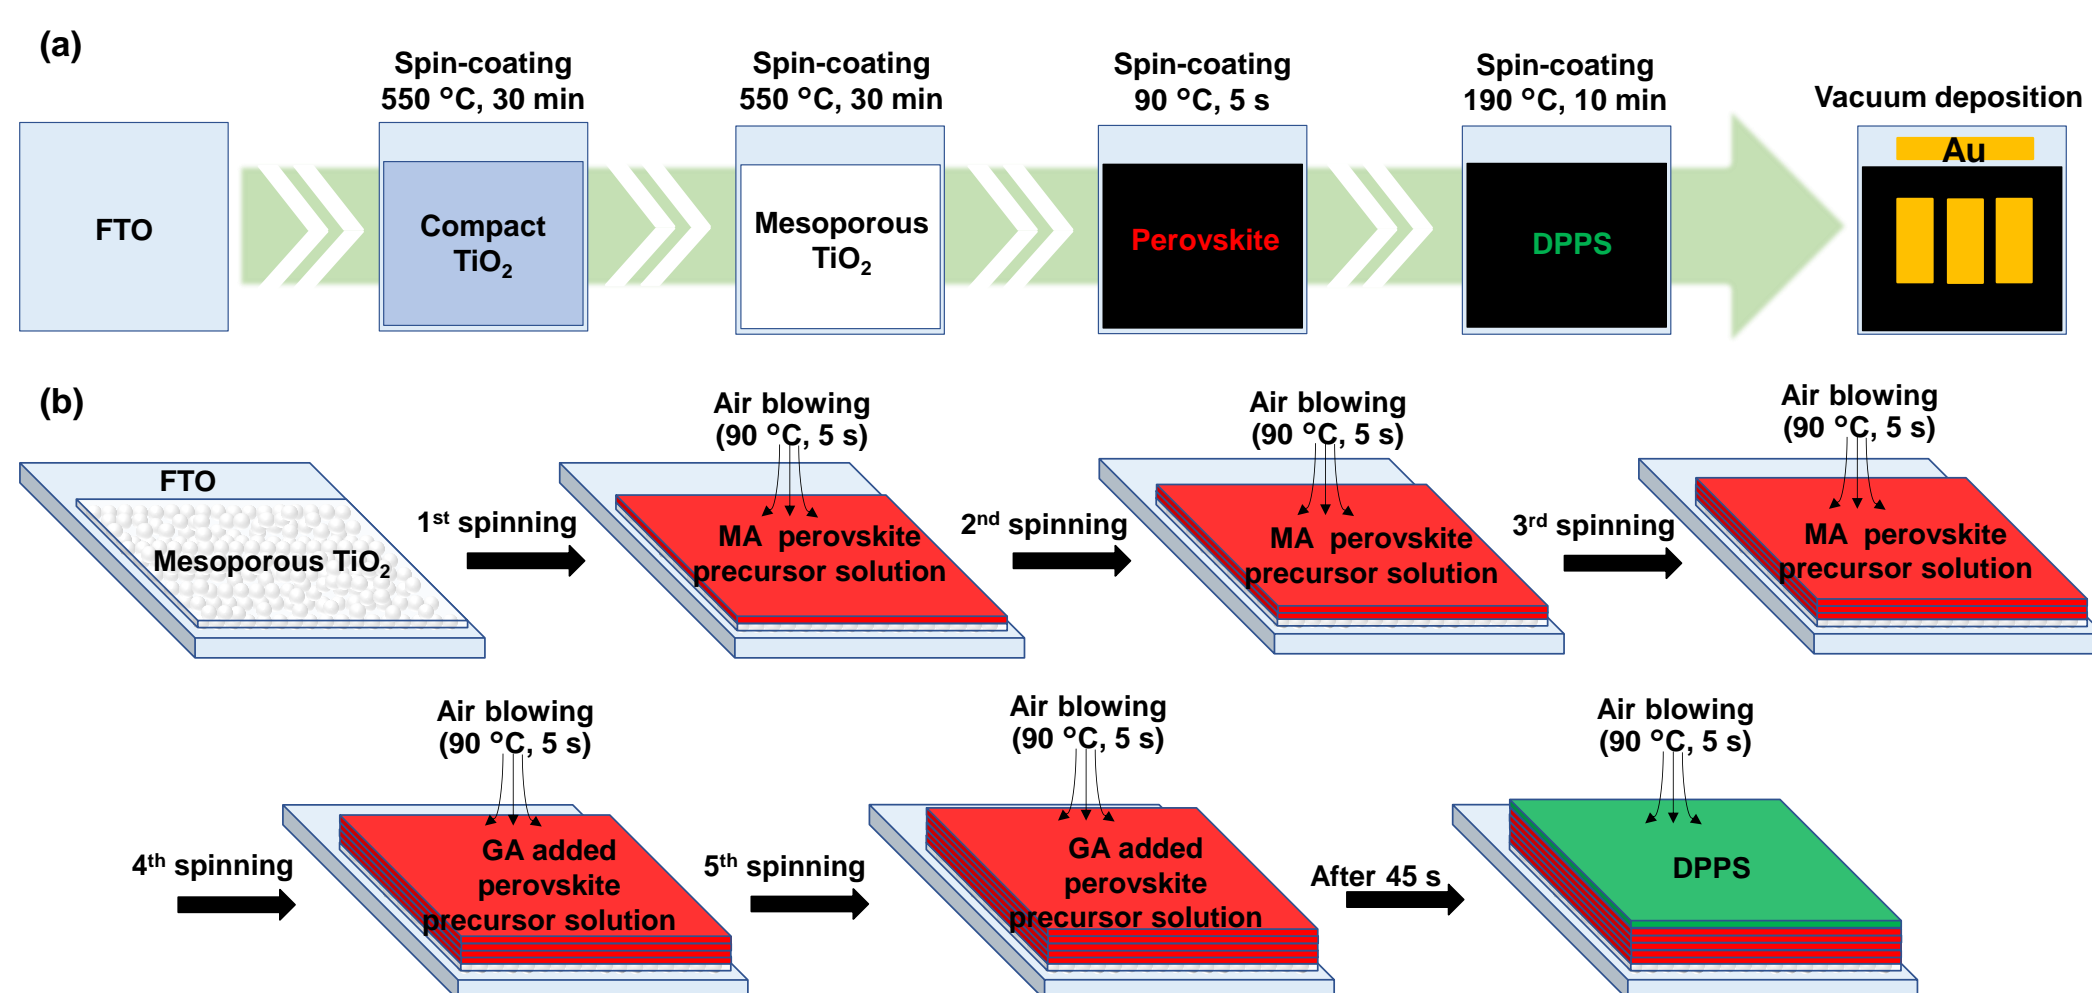 (a)
Spin-coating
550 °C, 30 min
Spin-coating
550 °C, 30 min
Spin-coating
90 °C, 5 s
Spin-coating
190 °C, 10 min
Vacuum deposition
FTO
Compact
TiO2
Mesoporous
TiO2
Perovskite
DPPS
Au
(b)
FTO
Mesoporous TiO2
1st spinning
Air blowing
(90 °C, 5 s)
MA perovskite
precursor solution
2nd spinning
Air blowing
(90 °C, 5 s)
MA perovskite
precursor solution
3rd spinning
Air blowing
(90 °C, 5 s)
MA perovskite
precursor solution
4th spinning
Air blowing
(90 °C, 5 s)
GA added
perovskite
precursor solution
5th spinning
Air blowing
(90 °C, 5 s)
GA added
perovskite
precursor solution
After 45 s
Air blowing
(90 °C, 5 s)
DPPS